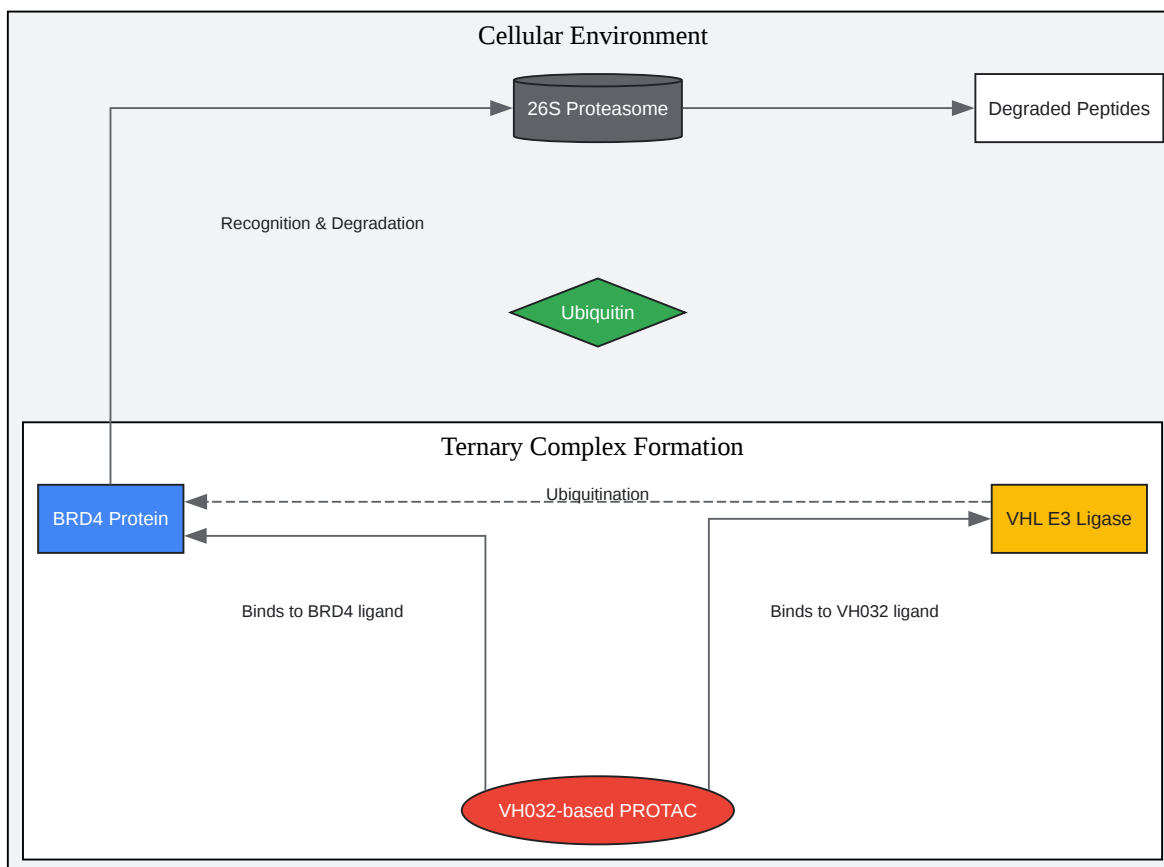 Cellular Environment
26S Proteasome
Degraded Peptides
Recognition & Degradation
Ubiquitin
Ternary Complex Formation
Ubiquitination
BRD4 Protein
VHL E3 Ligase
Binds to BRD4 ligand
Binds to VH032 ligand
VH032-based PROTAC